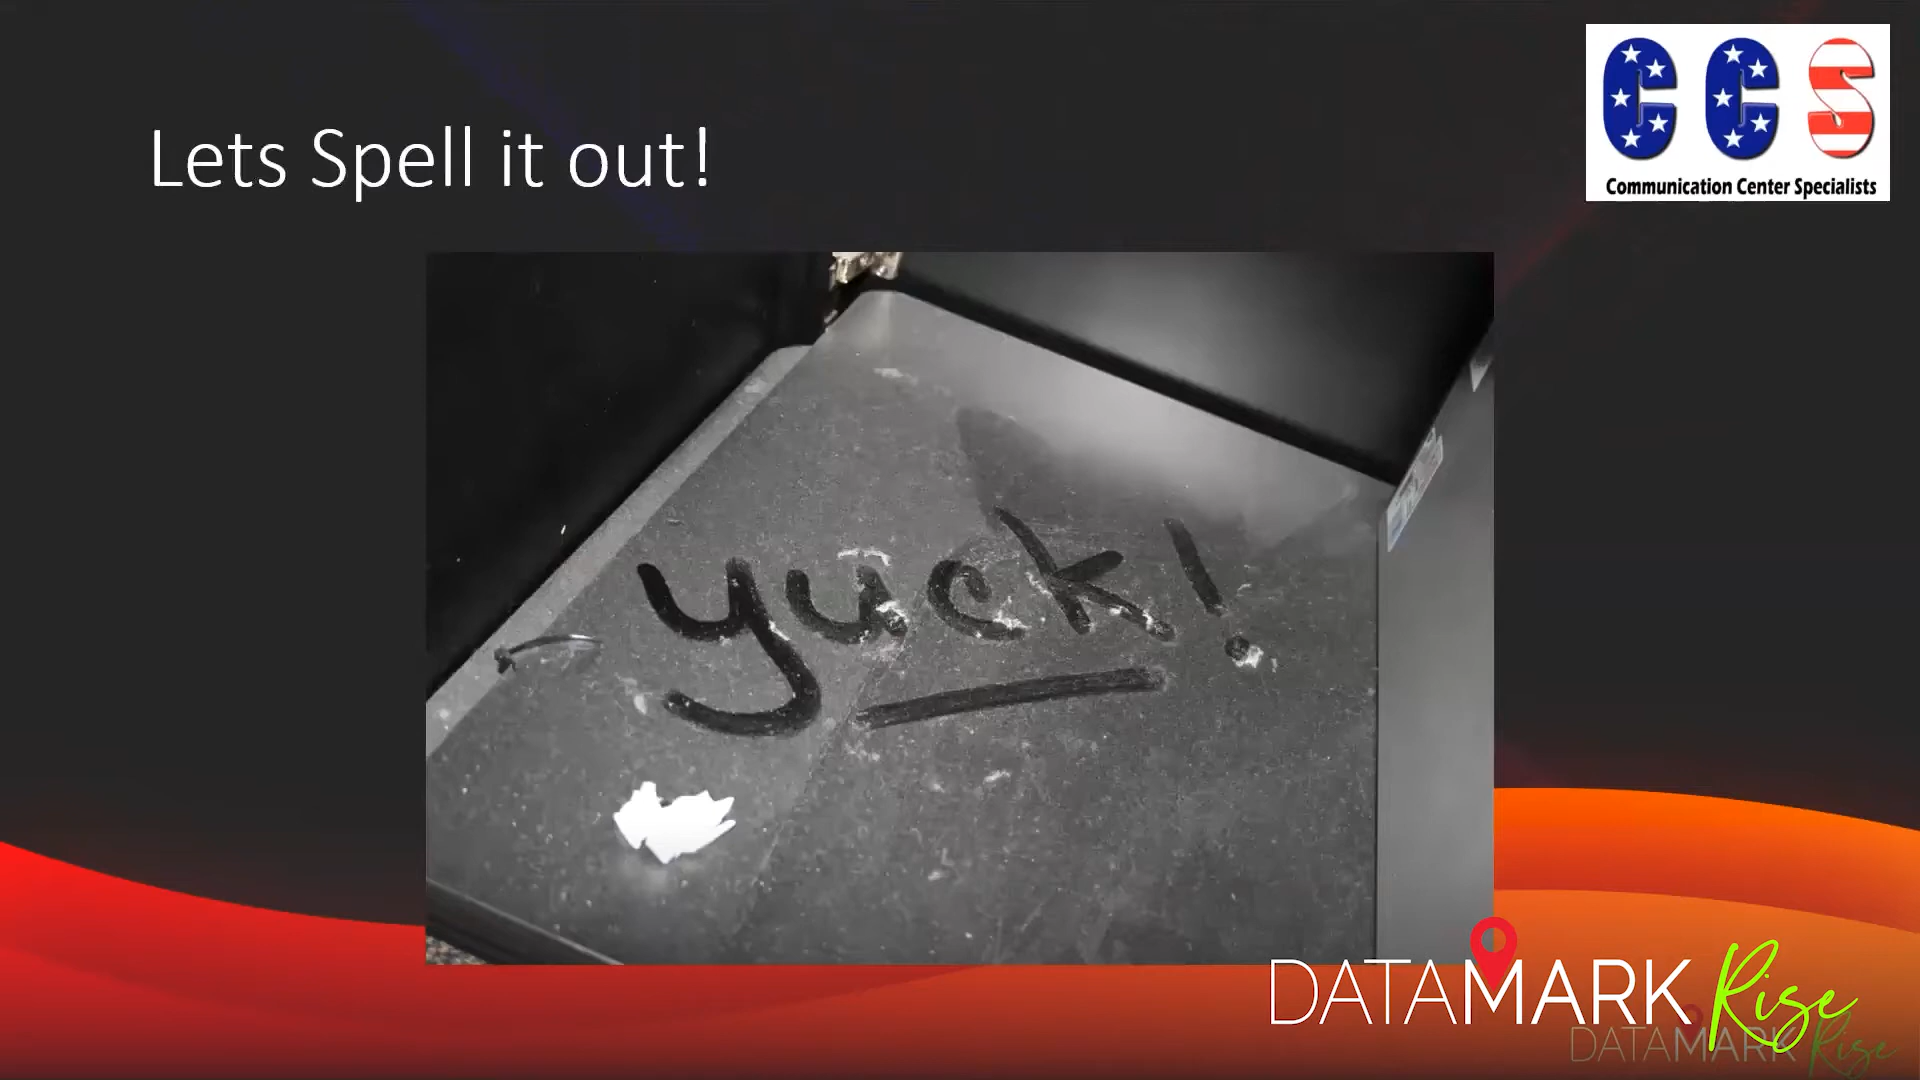 Lets Spell it out!
CCS
Communication Center Specialists
yuck!
DATAMARK Rise
DATAMARK Rise